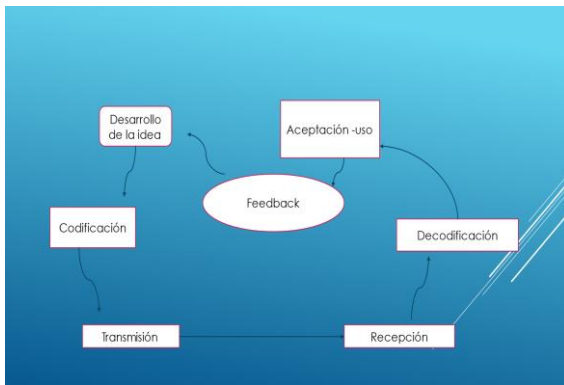 Desarrollo
de la idea
Aceptación -uso
Feedback
Codificación
Decodificación
Transmisión
Recepción